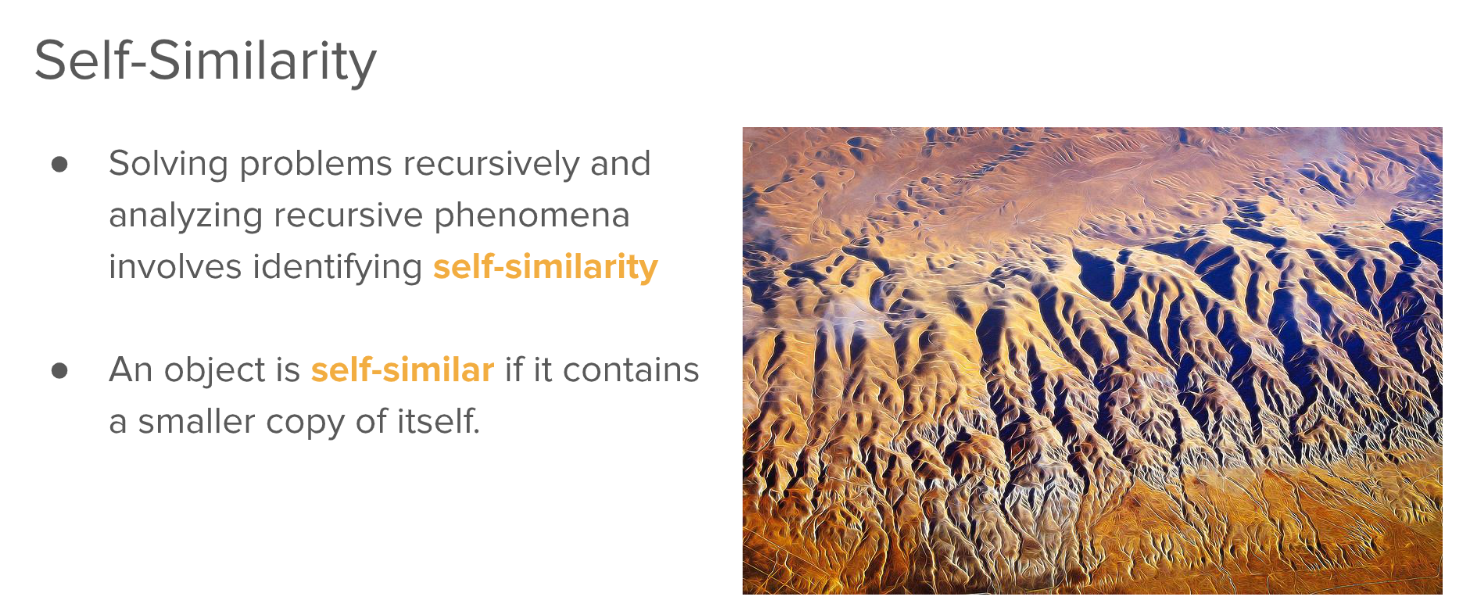 Self-Similarity
● Solving problems recursively and
analyzing recursive phenomena
involves identifying self-similarity
● An object is self-similar if it contains
a smaller copy of itself.